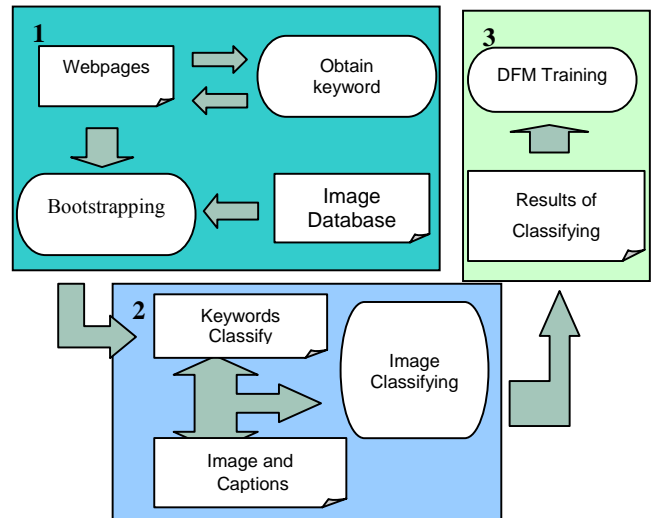 1
Webpages
Obtain
keyword
Bootstrapping
Image
Database
2
Keywords
Classify
Image
Classifying
Image and
Captions
3
DFM Training
Results of
Classifying